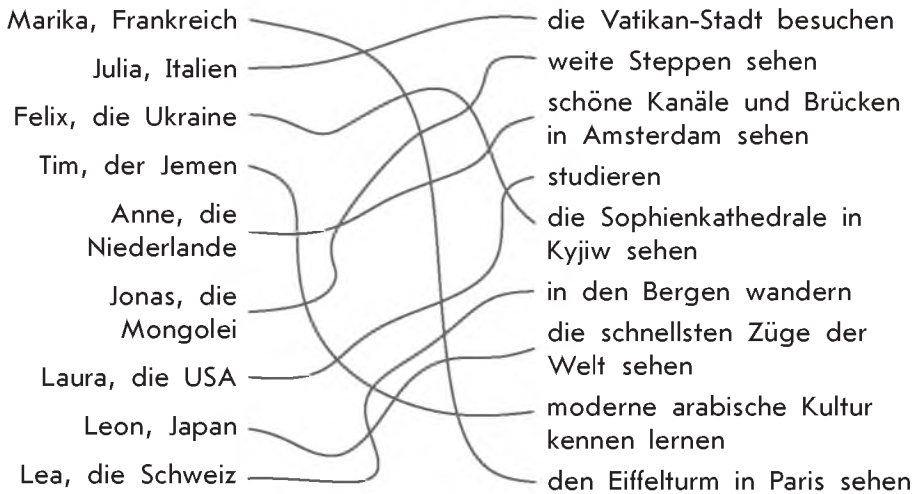 Marika, Frankreich
Julia, Italien
Felix, die Ukraine
Tim, der Jemen
Anne, die
Niederlande
Jonas, die
Mongolei
Laura, die USA
Leon, Japan
Lea, die Schweiz
die Vatikan-Stadt besuchen
weite Steppen sehen
schöne Kanäle und Brücken
in Amsterdam sehen
studieren
die Sophienkathedrale in
Kyjiw sehen
in den Bergen wandern
die schnellsten Züge der
Welt sehen
moderne arabische Kultur
kennen lernen
den Eiffelturm in Paris sehen